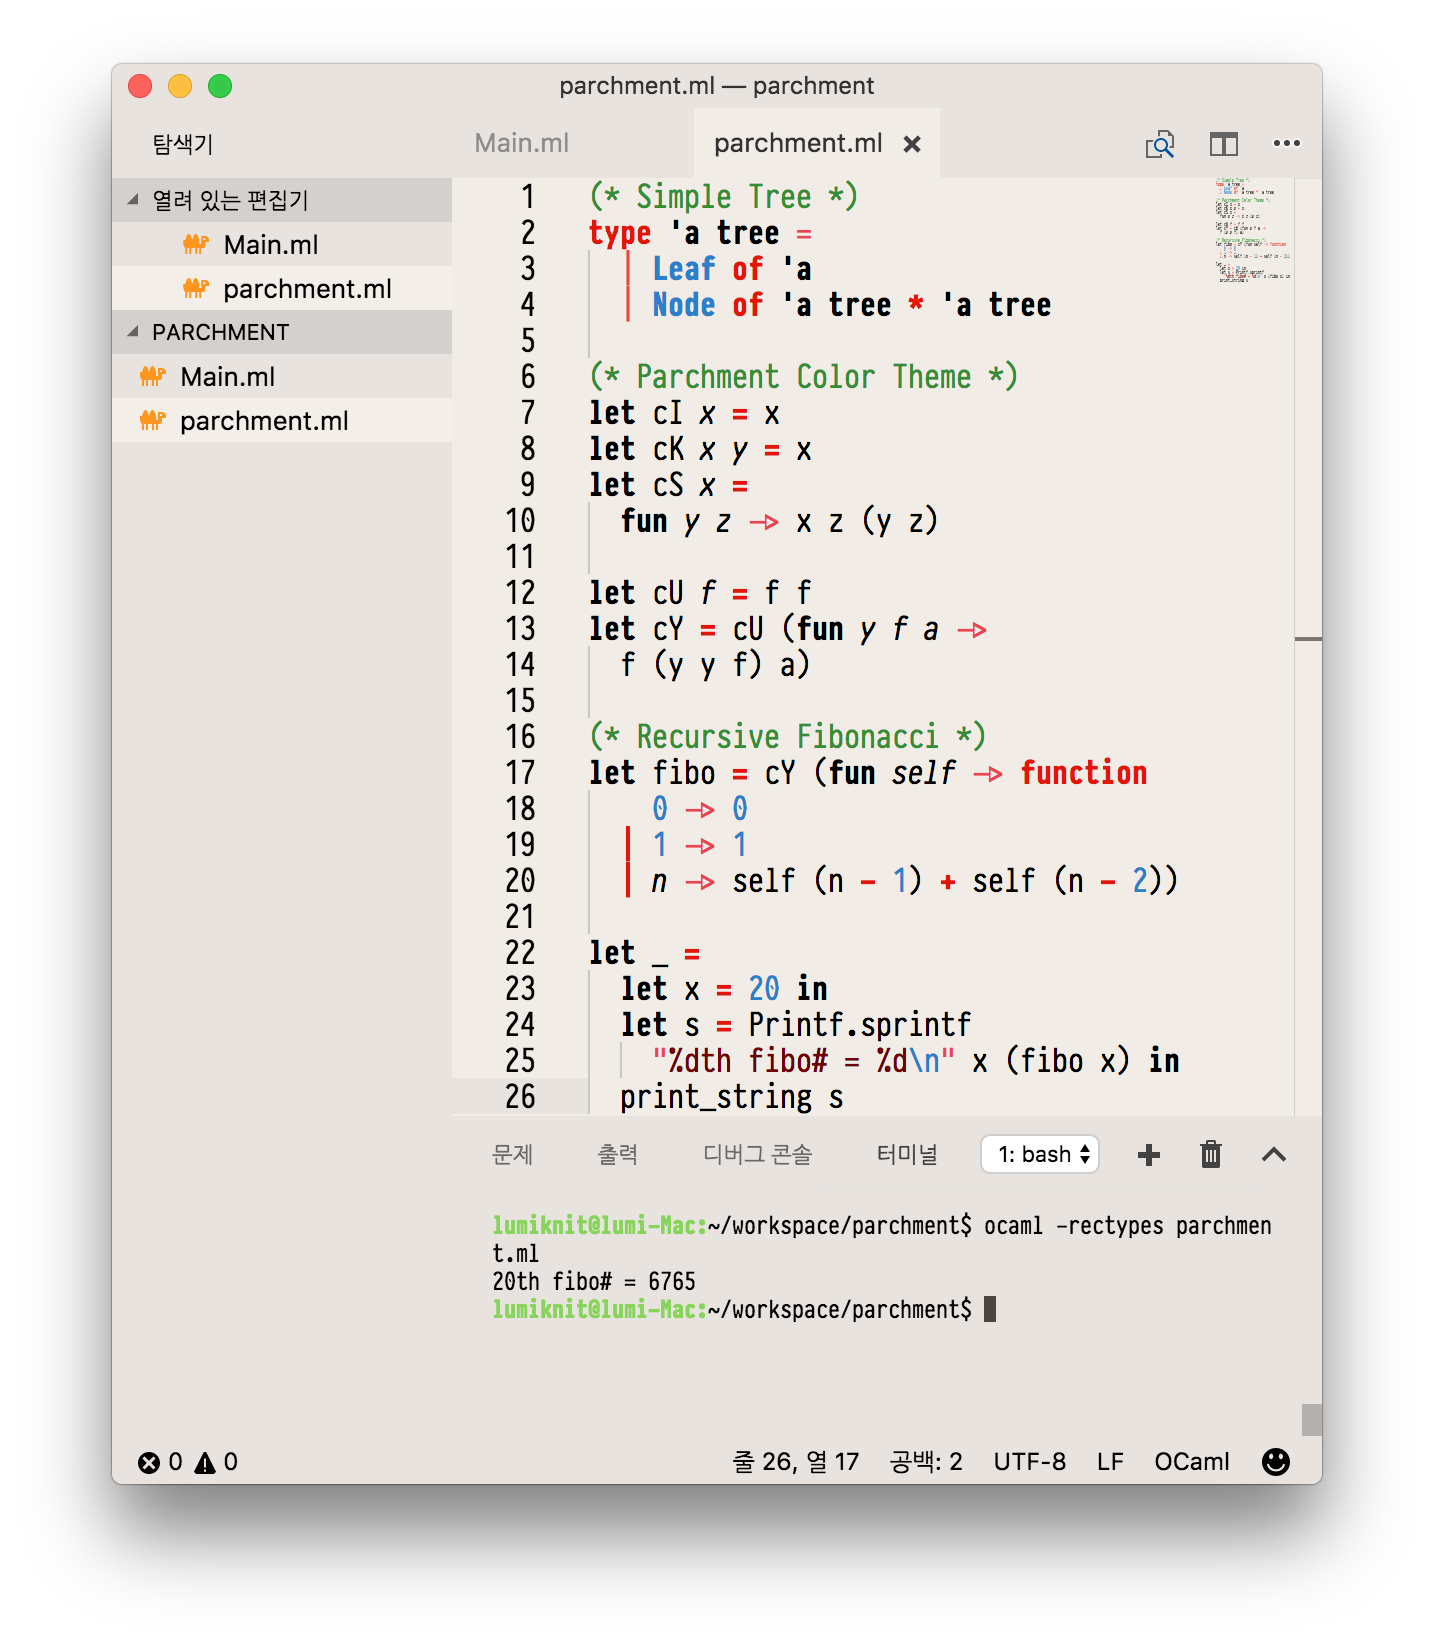 parchment.ml — parchment
탐색기
Main.ml
parchment.ml
열려 있는 편집기
Main.ml
parchment.ml
PARCHMENT
Main.ml
parchment.ml
1 (* Simple Tree *)
2 type 'a tree =
3 | Leaf of 'a
4 | Node of 'a tree * 'a tree
5
6 (* Parchment Color Theme *)
7 let cI x = x
8 let cK x y = x
9 let cS x =
10 fun y z -> x z (y z)
11
12 let cU f = f f
13 let cY = cU (fun y f a ->
14 f (y y f) a)
15
16 (* Recursive Fibonacci *)
17 let fibo = cY (fun self -> function
18 0 -> 0
19 | 1 -> 1
20 | n -> self (n - 1) + self (n - 2))
21
22 let _ =
23 let x = 20 in
24 let s = Printf.sprintf
25 "%dth fibo# = %d\n" x (fibo x) in
26 print_string s
문제 출력 디버그 콘솔 터미널 1: bash
lumiknit@lumi-Mac:~/workspace/parchment$ ocaml -rectypes parchmen
t.ml
20th fibo# = 6765
lumiknit@lumi-Mac:~/workspace/parchment$
0 0 줄 26, 열 17 공백: 2 UTF-8 LF OCaml